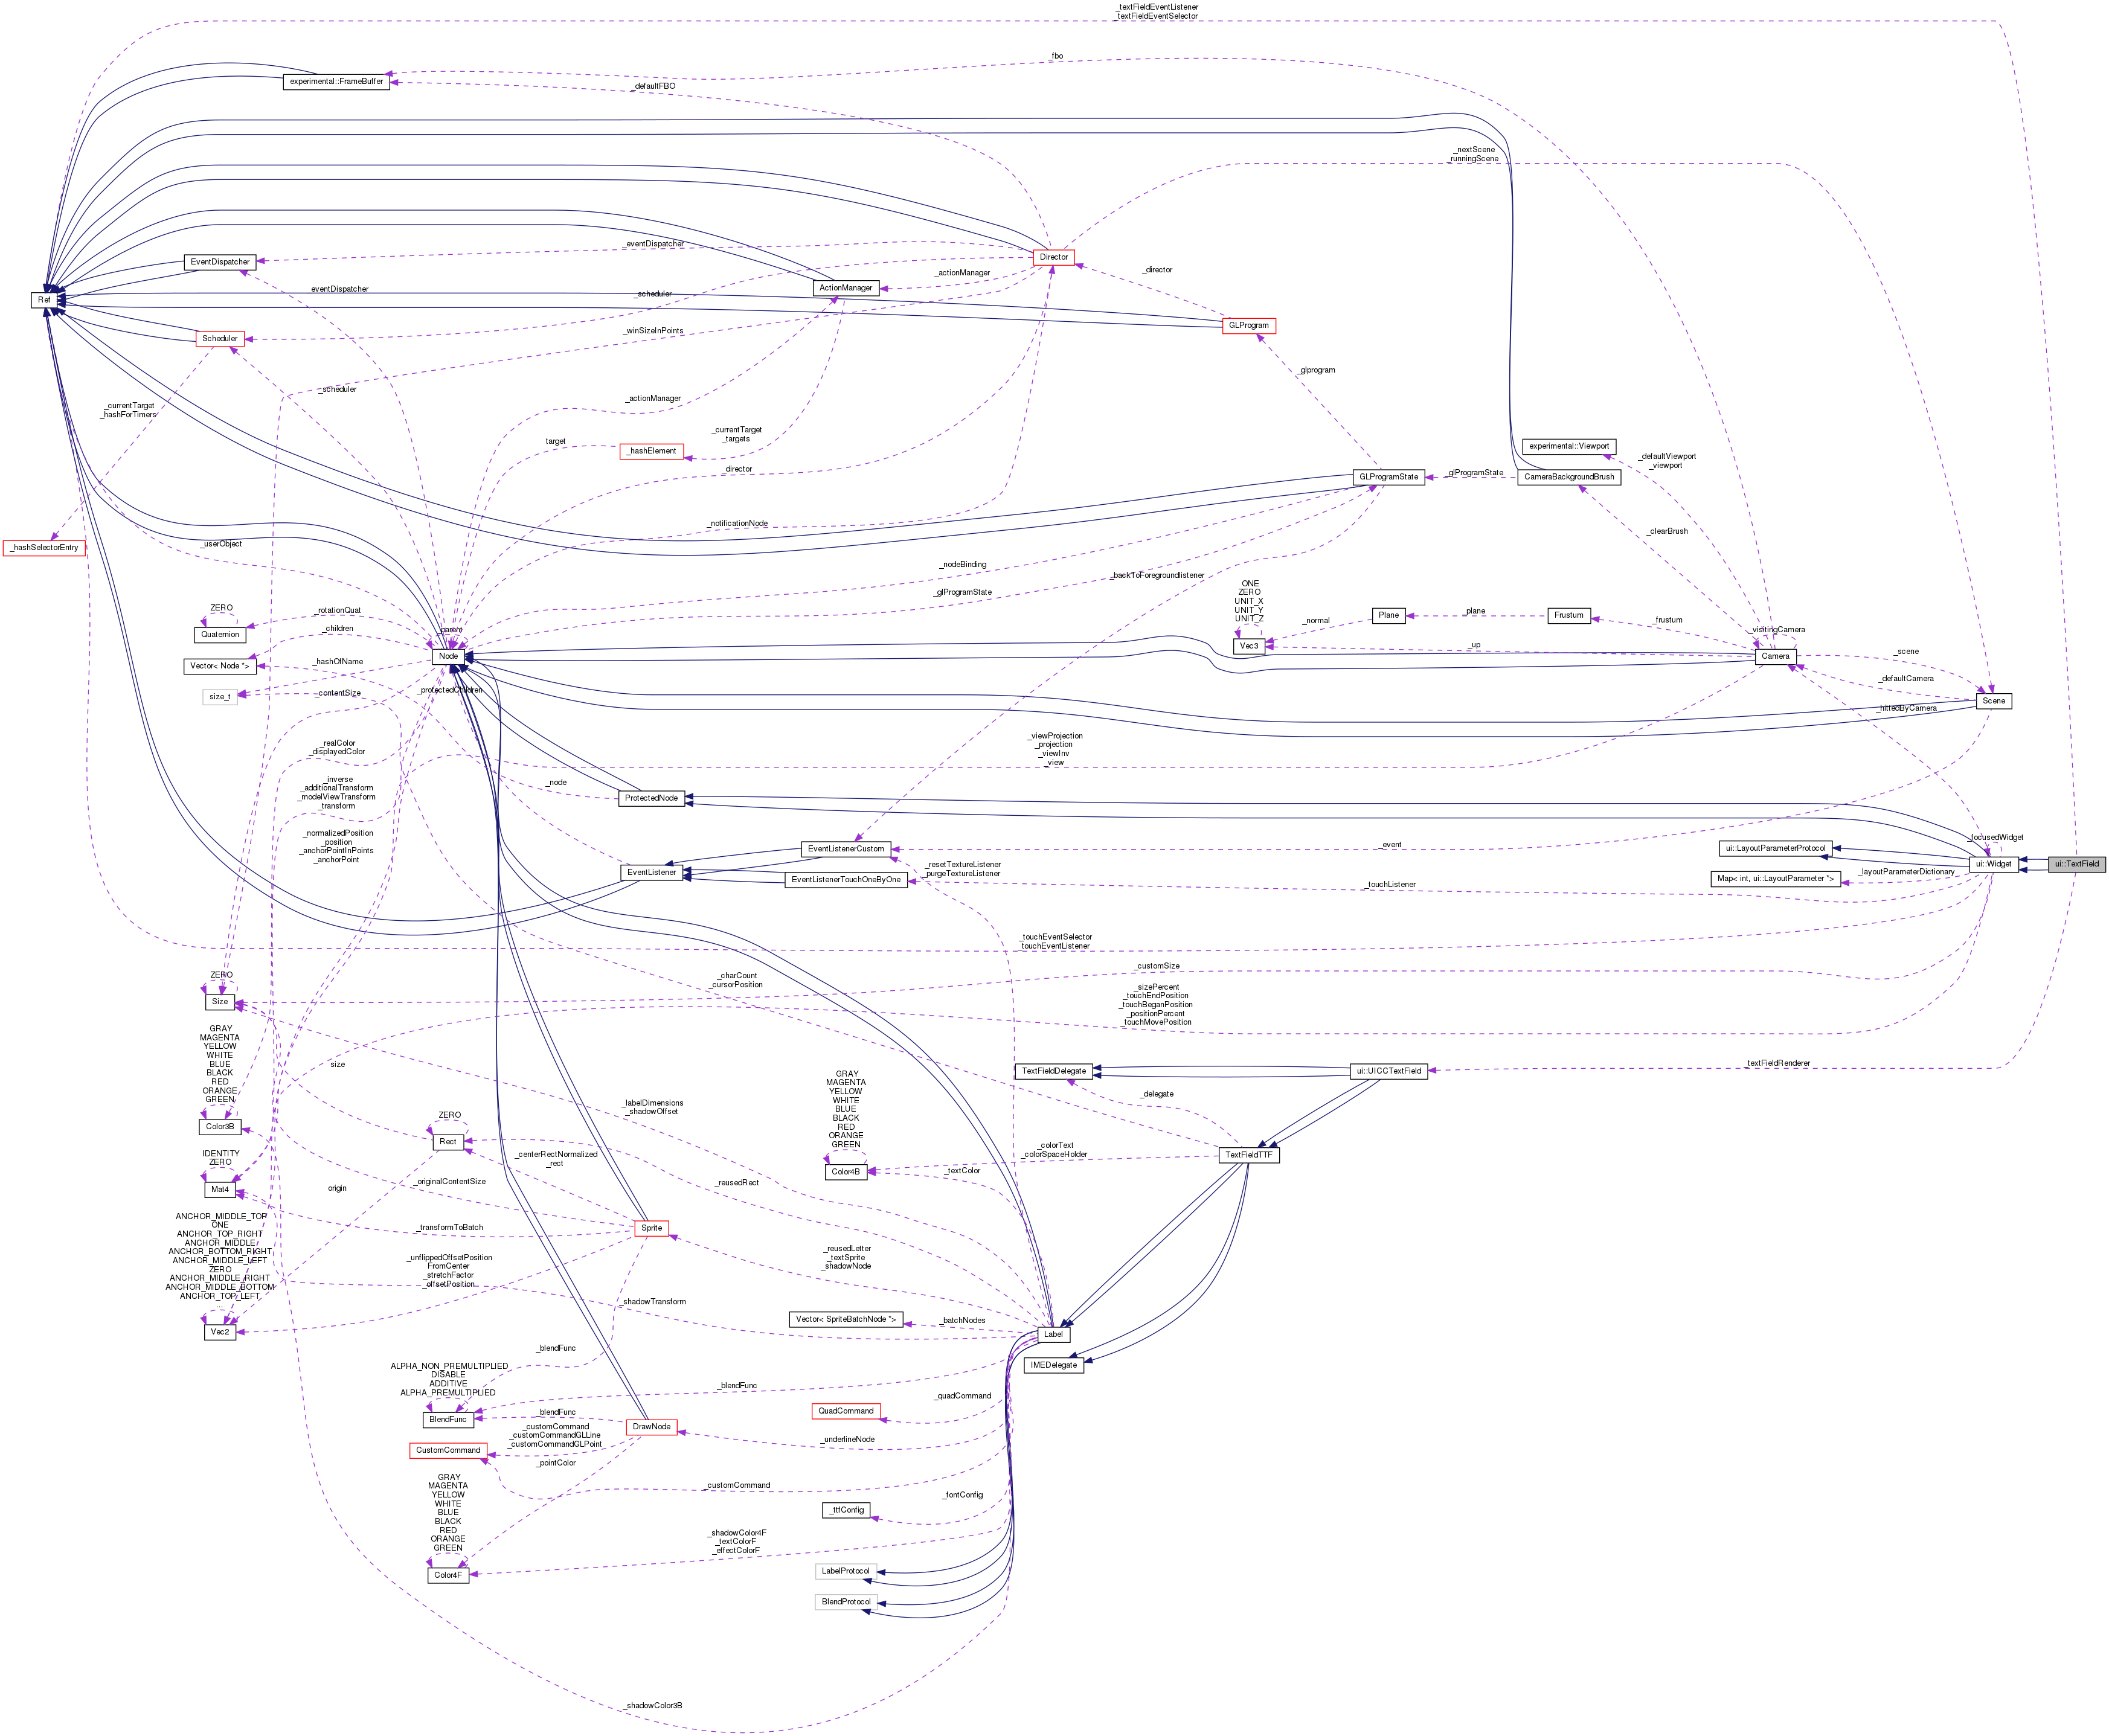 _textFieldEventListener
_textFieldEventSelector
_fbo
experimental::FrameBuffer
_defaultFBO
_nextScene
_runningScene
_eventDispatcher
Director
EventDispatcher
_actionManager
_director
eventDispatcher
ActionManager
_scheduler
Ref
GLProgram
_winSizeInPoints
Scheduler
_glprogram
_scheduler
_actionManager
_currentTarget
_hashForTimers
_currentTarget
_targets
target
_hashElement
experimental::Viewport
_defaultViewport
_viewport
_director
_glProgramState
GLProgramState
CameraBackgroundBrush
_notificationNode
_clearBrush
_hashSelectorEntry
_userObject
_nodeBinding
_backToForegroundlistener
_glProgramState
ONE
ZERO
UNIT_X
UNIT_Y
UNIT_Z
ZERO
_rotationQuat
Quaternion
_normal
Plane
_plane
Frustum
_frustum
_visitingCamera
_children
_parent
Vec3
_up
Node
Camera
_scene
Vector< Node *>
_hashOfName
_defaultCamera
size_t
_contentSize
_protectedChildren
Scene
_hittedByCamera
_realColor
_displayedColor
_viewProjection
_projection
_viewInv
_view
_inverse
_additionalTransform
_modelViewTransform
_transform
_node
ProtectedNode
_normalizedPosition
_position
_anchorPointInPoints
_anchorPoint
EventListenerCustom
_event
ui::LayoutParameterProtocol
_focusedWidget
EventListener
_resetTextureListener
_purgeTextureListener
EventListenerTouchOneByOne
_touchListener
Map< int, ui::LayoutParameter *>
_layoutParameterDictionary
ui::Widget
ui::TextField
_touchEventSelector
_touchEventListener
_customSize
ZERO
Size
_charCount
_cursorPosition
_sizePercent
_touchEndPosition
_touchBeganPosition
_positionPercent
_touchMovePosition
GRAY
MAGENTA
YELLOW
WHITE
BLUE
BLACK
RED
ORANGE
GREEN
Color3B
size
_textFieldRenderer
TextFieldDelegate
ui::UICCTextField
_delegate
GRAY
MAGENTA
YELLOW
WHITE
BLUE
BLACK
RED
ORANGE
GREEN
Color4B
_labelDimensions
_shadowOffset
ZERO
Rect
_colorText
_colorSpaceHolder
TextFieldTTF
_textColor
IDENTITY
ZERO
Mat4
_centerRectNormalized
_rect
_reusedRect
origin
_originalContentSize
ANCHOR_MIDDLE_TOP
ONE
ANCHOR_TOP_RIGHT
ANCHOR_MIDDLE
ANCHOR_BOTTOM_RIGHT
ANCHOR_MIDDLE_LEFT
ZERO
ANCHOR_MIDDLE_RIGHT
ANCHOR_MIDDLE_BOTTOM
ANCHOR_TOP_LEFT
...
Vec2
_transformToBatch
Sprite
_unflippedOffsetPosition
FromCenter
_stretchFactor
_offsetPosition
_reusedLetter
_textSprite
_shadowNode
_shadowTransform
Vector< SpriteBatchNode *>
_batchNodes
Label
_blendFunc
IMEDelegate
ALPHA_NON_PREMULTIPLIED
DISABLE
ADDITIVE
ALPHA_PREMULTIPLIED
BlendFunc
_blendFunc
_quadCommand
QuadCommand
_blendFunc
DrawNode
_customCommand
_customCommandGLLine
_customCommandGLPoint
CustomCommand
_underlineNode
_pointColor
GRAY
MAGENTA
YELLOW
WHITE
BLUE
BLACK
RED
ORANGE
GREEN
Color4F
_customCommand
_fontConfig
_ttfConfig
_shadowColor4F
_textColorF
_effectColorF
LabelProtocol
BlendProtocol
_shadowColor3B